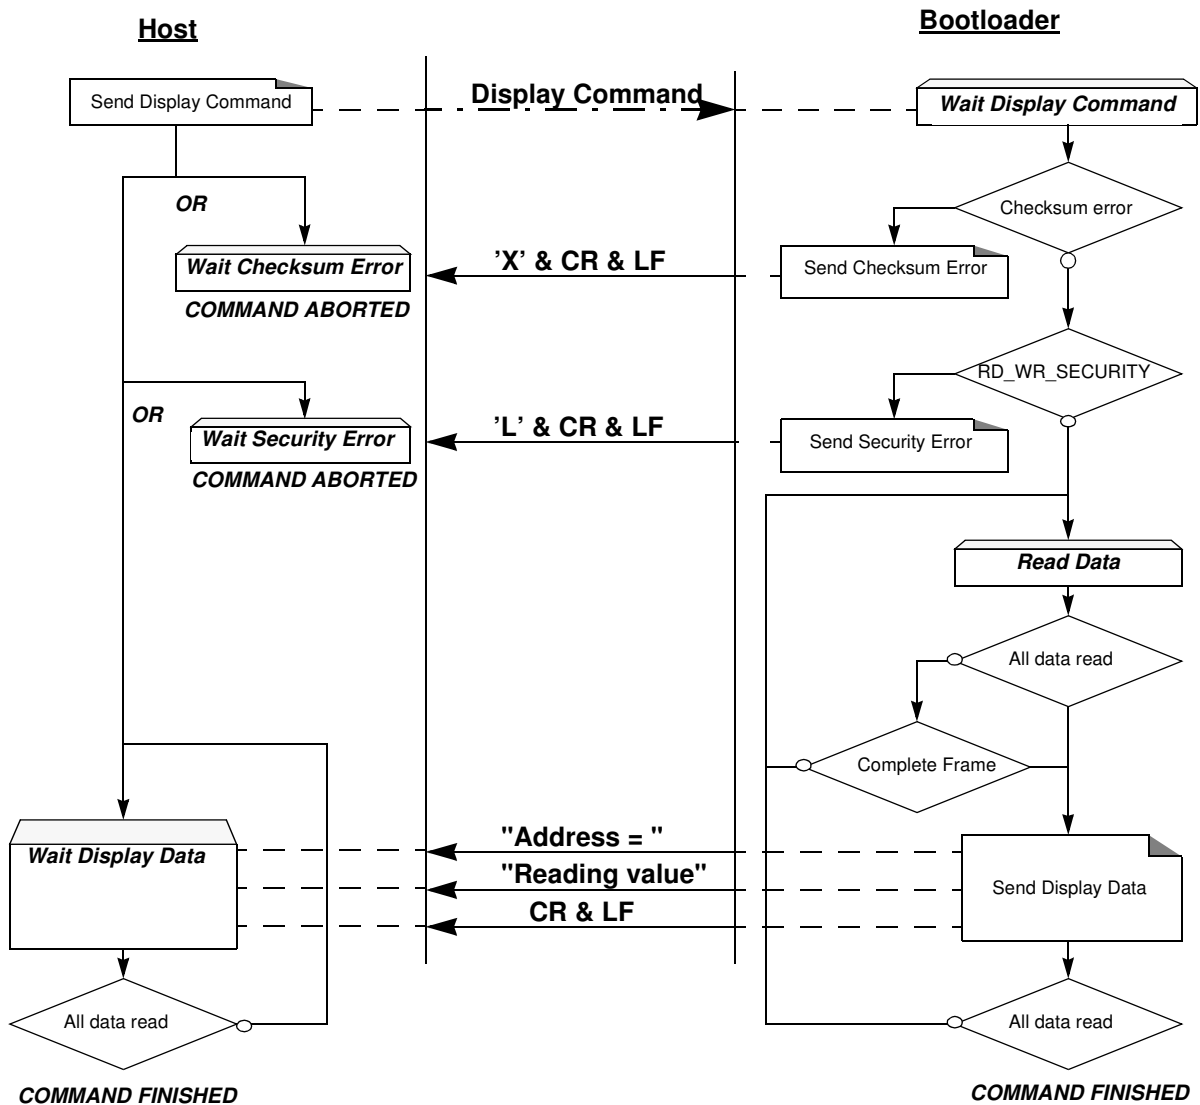 Host
Bootloader
Send Display Command
Display Command
Wait Display Command
OR
Checksum error
Wait Checksum Error
'X' & CR & LF
Send Checksum Error
COMMAND ABORTED
RD_WR_SECURITY
OR
Wait Security Error
'L' & CR & LF
Send Security Error
COMMAND ABORTED
Read Data
All data read
Complete Frame
Wait Display Data
"Address = "
"Reading value"
CR & LF
Send Display Data
All data read
All data read
COMMAND FINISHED
COMMAND FINISHED